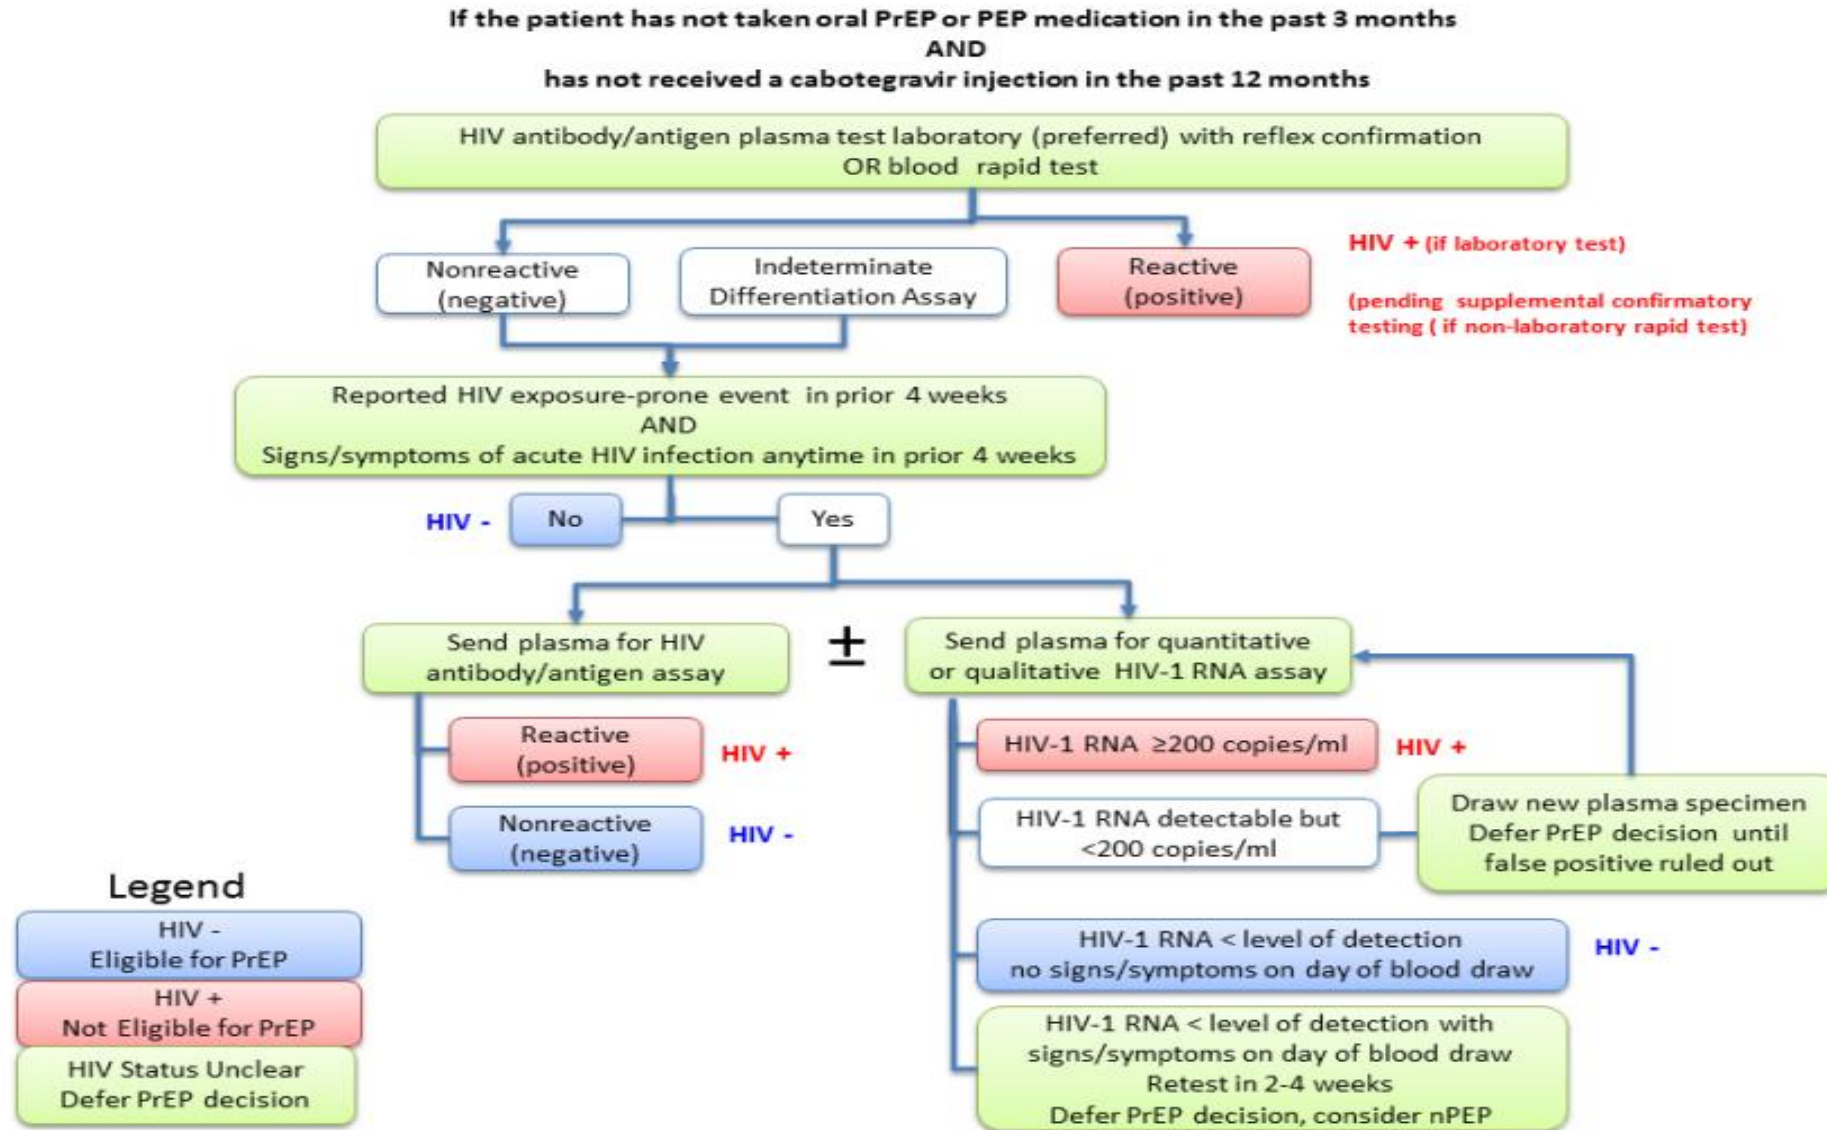 If the patient has not taken oral PrEP or PEP medication in the past 3 months
AND
has not received a cabotegravir injection in the past 12 months
HIV antibody/antigen plasma test laboratory (preferred) with reflex confirmation
OR blood rapid test
Nonreactive
(negative)
Indeterminate
Differentiation Assay
Reactive
(positive)
HIV + (if laboratory test)
(pending supplemental confirmatory
testing ( if non-laboratory rapid test)
Reported HIV exposure-prone event in prior 4 weeks
AND
Signs/symptoms of acute HIV infection anytime in prior 4 weeks
HIV -
No
Yes
Send plasma for HIV
antibody/antigen assay
±
Send plasma for quantitative
or qualitative HIV-1 RNA assay
Reactive
(positive)
HIV +
Nonreactive
(negative)
HIV -
HIV-1 RNA ≥200 copies/ml
HIV +
HIV-1 RNA detectable but
<200 copies/ml
Draw new plasma specimen
Defer PrEP decision until
false positive ruled out
HIV-1 RNA < level of detection
no signs/symptoms on day of blood draw
HIV -
HIV-1 RNA < level of detection with
signs/symptoms on day of blood draw
Retest in 2-4 weeks
Defer PrEP decision, consider nPEP
Legend
HIV -
Eligible for PrEP
HIV +
Not Eligible for PrEP
HIV Status Unclear
Defer PrEP decision